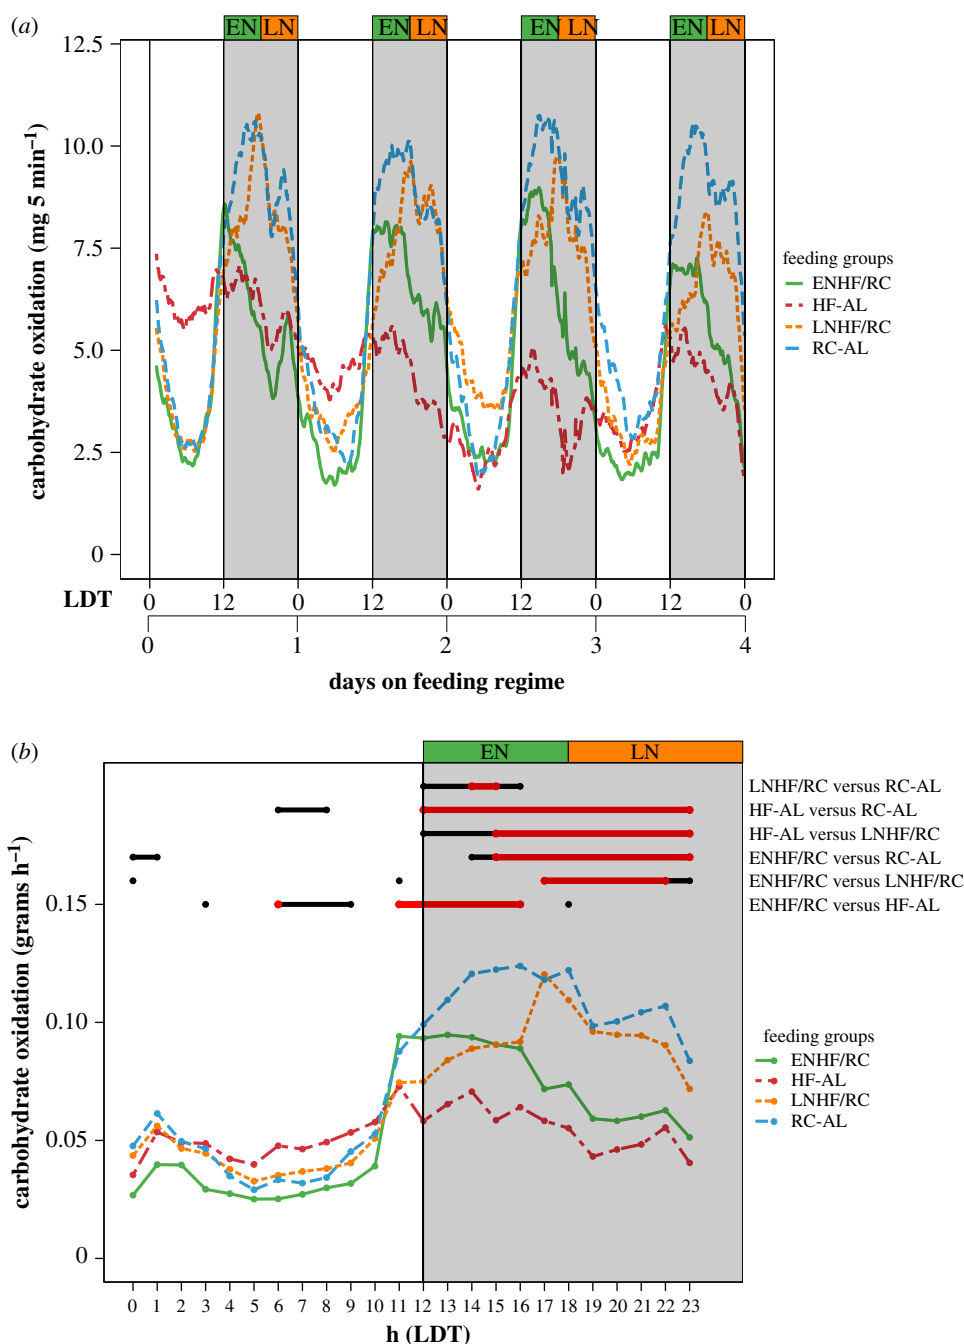 (a)
EN LN EN LN EN LN EN LN
12.5
10.0
7.5
5.0
2.5
0
carbohydrate oxidation (mg 5 min⁻¹)
feeding groups
ENHF/RC
HF-AL
LNHF/RC
RC-AL
LDT 0 12 0 12 0 12 0 12 0
0 1 2 3 4
days on feeding regime
(b)
EN LN
LNHF/RC versus RC-AL
HF-AL versus RC-AL
HF-AL versus LNHF/RC
ENHF/RC versus RC-AL
ENHF/RC versus LNHF/RC
ENHF/RC versus HF-AL
0.15
0.10
0.05
0
carbohydrate oxidation (grams h⁻¹)
feeding groups
ENHF/RC
HF-AL
LNHF/RC
RC-AL
0 1 2 3 4 5 6 7 8 9 10 11 12 13 14 15 16 17 18 19 20 21 22 23
h (LDT)